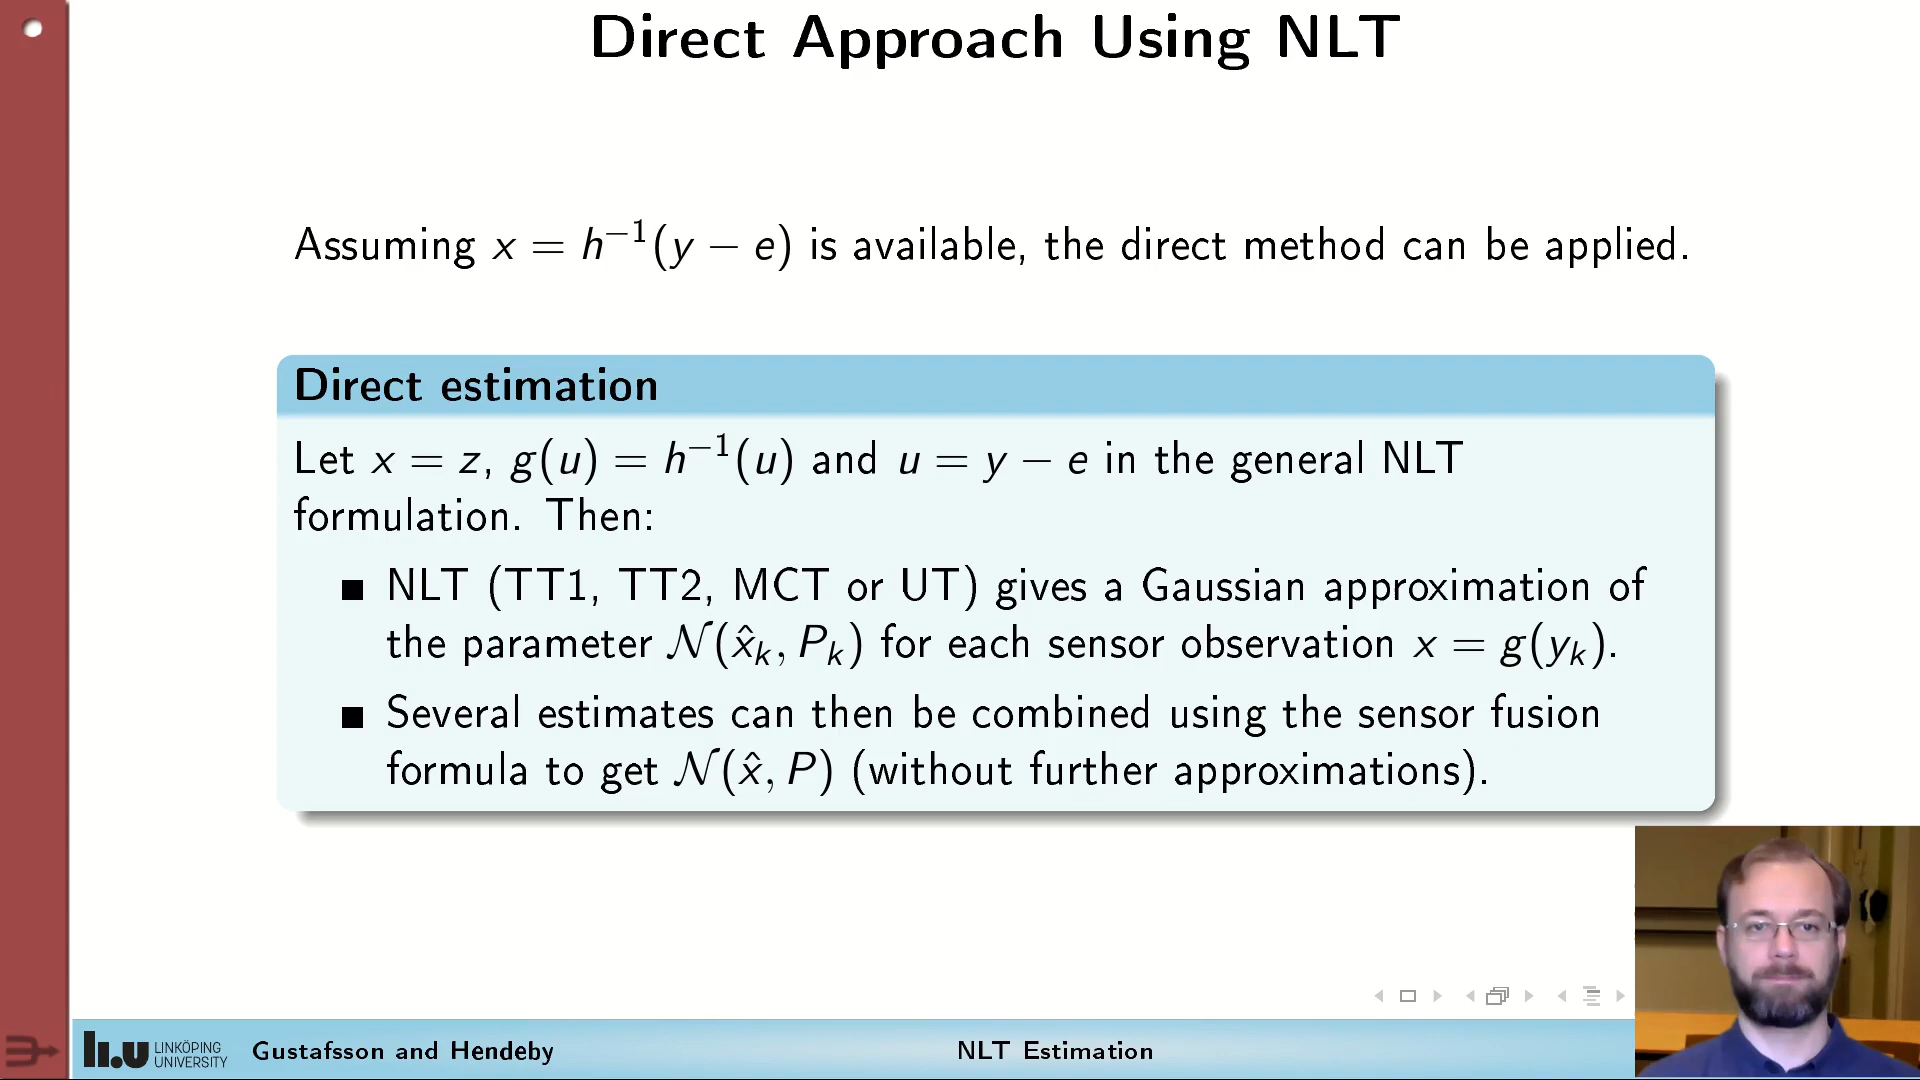 Direct Approach Using NLT
Assuming x = h⁻¹(y − e) is available, the direct method can be applied.
Direct estimation
Let x = z, g(u) = h⁻¹(u) and u = y − e in the general NLT
formulation. Then:
■ NLT (TT1, TT2, MCT or UT) gives a Gaussian approximation of
the parameter 𝒩(x̂ₖ, Pₖ) for each sensor observation x = g(yₖ).
■ Several estimates can then be combined using the sensor fusion
formula to get 𝒩(x̂, P) (without further approximations).
li.u LINKÖPING
UNIVERSITY
Gustafsson and Hendeby
NLT Estimation